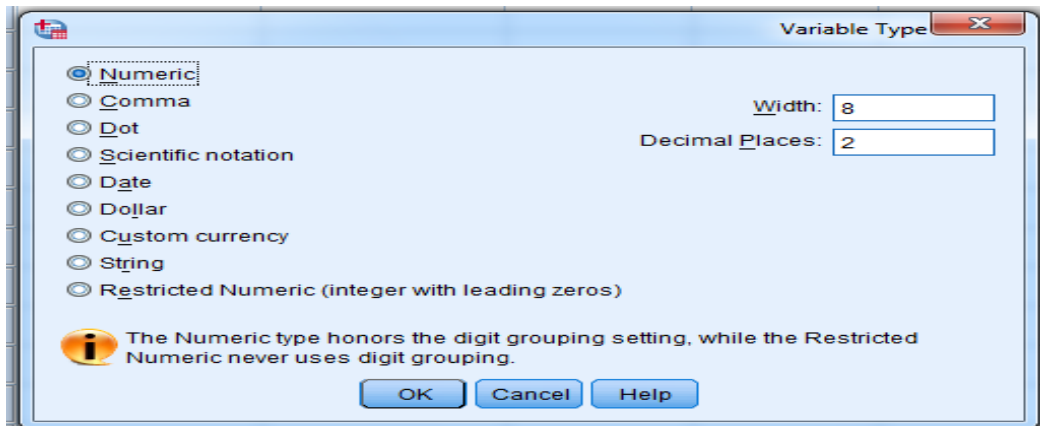 Variable Type
Numeric
Comma
Dot
Scientific notation
Date
Dollar
Custom currency
String
Restricted Numeric (integer with leading zeros)
Width: 8
Decimal Places: 2
The Numeric type honors the digit grouping setting, while the Restricted
Numeric never uses digit grouping.
OK Cancel Help